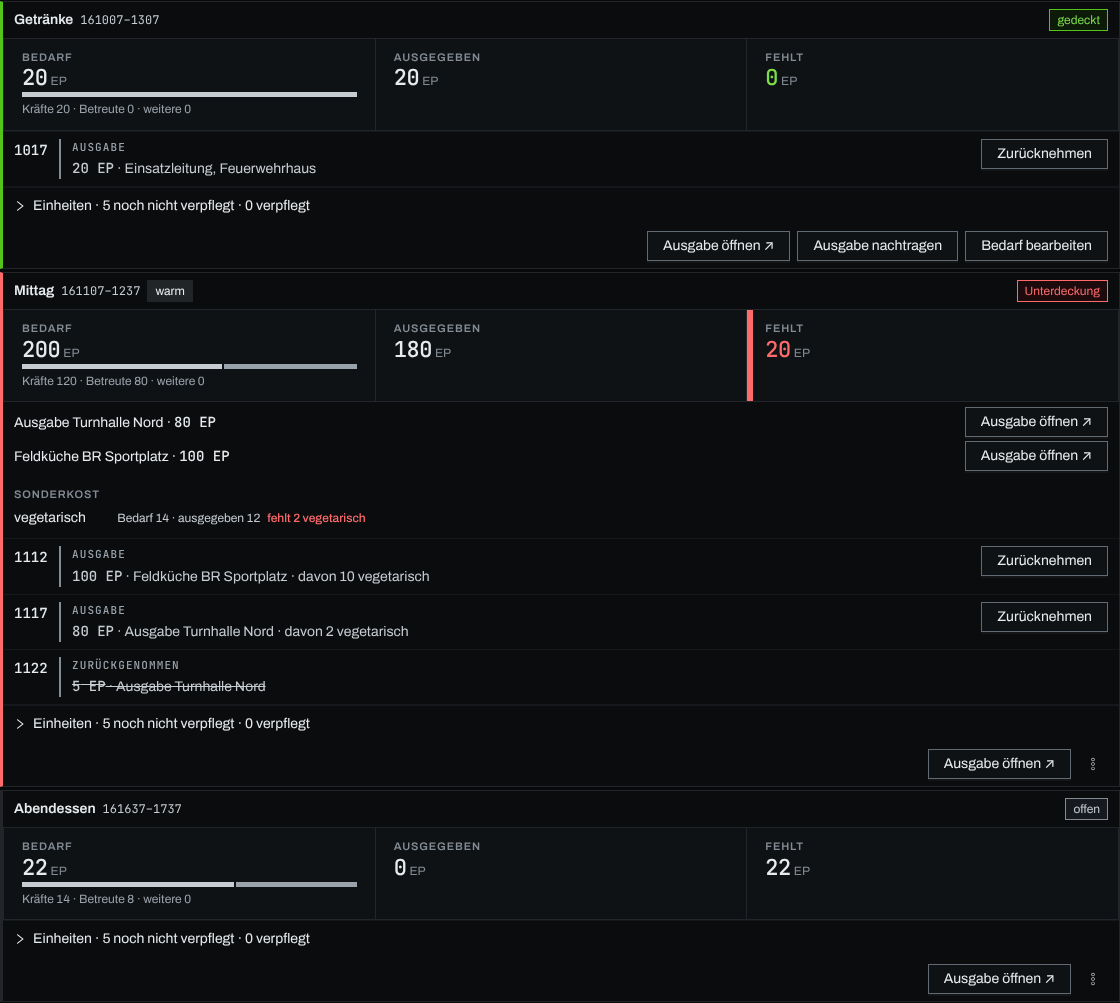 Getränke 161007–1307 gedeckt
BEDARF AUSGEGEBEN FEHLT
20 EP 20 EP 0 EP
Kräfte 20 · Betreute 0 · weitere 0
1017 AUSGABE Zurücknehmen
20 EP · Einsatzleitung, Feuerwehrhaus
Einheiten · 5 noch nicht verpflegt · 0 verpflegt
Ausgabe öffnen ↗ Ausgabe nachtragen Bedarf bearbeiten
Mittag 161107–1237 warm Unterdeckung
BEDARF AUSGEGEBEN FEHLT
200 EP 180 EP 20 EP
Kräfte 120 · Betreute 80 · weitere 0
Ausgabe Turnhalle Nord · 80 EP Ausgabe öffnen ↗
Feldküche BR Sportplatz · 100 EP Ausgabe öffnen ↗
SONDERKOST
vegetarisch Bedarf 14 · ausgegeben 12 fehlt 2 vegetarisch
1112 AUSGABE Zurücknehmen
100 EP · Feldküche BR Sportplatz · davon 10 vegetarisch
1117 AUSGABE Zurücknehmen
80 EP · Ausgabe Turnhalle Nord · davon 2 vegetarisch
1122 ZURÜCKGENOMMEN
5 EP · Ausgabe Turnhalle Nord
Einheiten · 5 noch nicht verpflegt · 0 verpflegt
Ausgabe öffnen ↗
Abendessen 161637–1737 offen
BEDARF AUSGEGEBEN FEHLT
22 EP 0 EP 22 EP
Kräfte 14 · Betreute 8 · weitere 0
Einheiten · 5 noch nicht verpflegt · 0 verpflegt
Ausgabe öffnen ↗